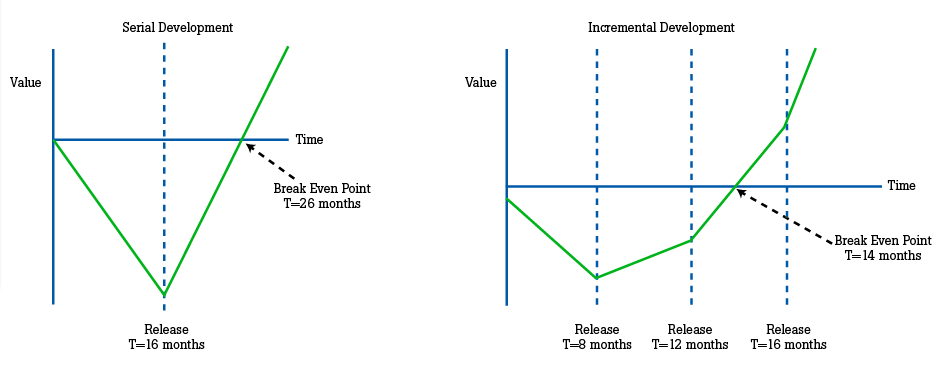 Serial Development
Value
Time
Break Even Point
T=26 months
Release
T=16 months
Incremental Development
Value
Time
Break Even Point
T=14 months
Release
T=8 months
Release
T=12 months
Release
T=16 months